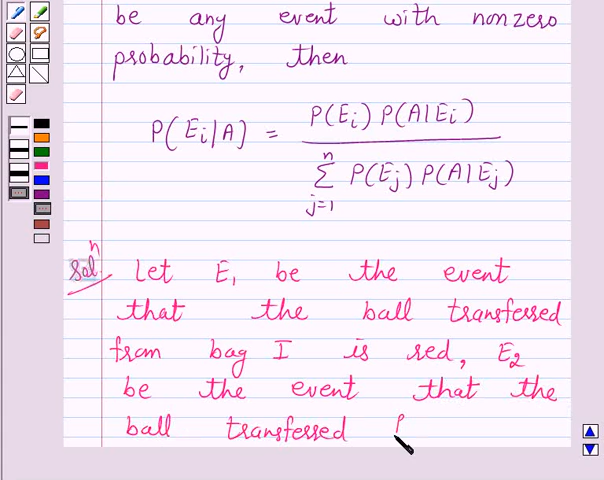 be any event with nonzero
probability, then
P(Ei|A) = P(Ei) P(A|Ei) / n Σ j=1 P(Ej) P(A|Ej)
Solⁿ Let E₁ be the event
that the ball transferred
from bag I is red, E₂
be the event that the
ball transferred